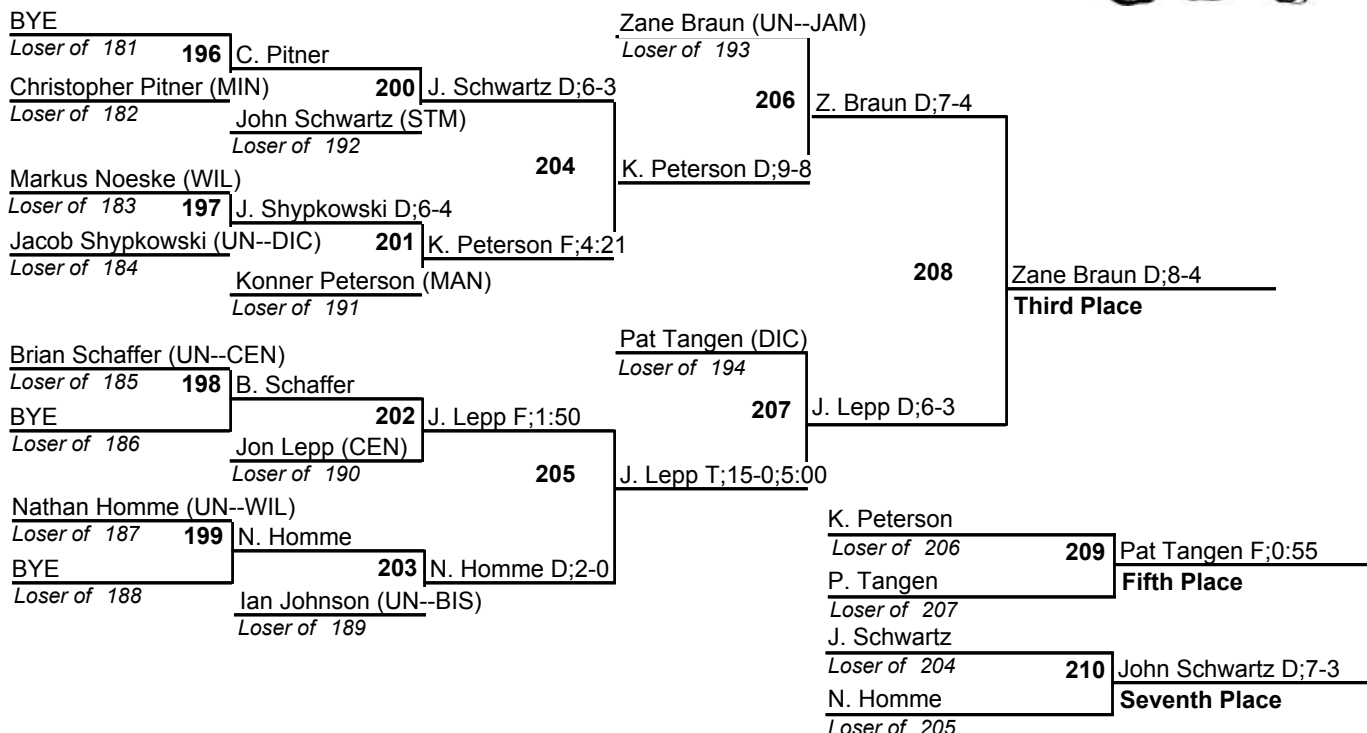 BYE
Loser of 181
196 C. Pitner
Christopher Pitner (MIN)
Loser of 182
200 J. Schwartz D;6-3
John Schwartz (STM)
Loser of 192
Markus Noeske (WIL)
Loser of 183
197 J. Shypkowski D;6-4
Jacob Shypkowski (UN--DIC)
Loser of 184
201 K. Peterson F;4:21
Konner Peterson (MAN)
Loser of 191
204 K. Peterson D;9-8
Zane Braun (UN--JAM)
Loser of 193
206 Z. Braun D;7-4
Brian Schaffer (UN--CEN)
Loser of 185
198 B. Schaffer
BYE
Loser of 186
202 J. Lepp F;1:50
Jon Lepp (CEN)
Loser of 190
Nathan Homme (UN--WIL)
Loser of 187
199 N. Homme
BYE
Loser of 188
203 N. Homme D;2-0
Ian Johnson (UN--BIS)
Loser of 189
205 J. Lepp T;15-0;5:00
Pat Tangen (DIC)
Loser of 194
207 J. Lepp D;6-3
208 Zane Braun D;8-4
Third Place
K. Peterson
Loser of 206
209 Pat Tangen F;0:55
P. Tangen
Fifth Place
Loser of 207
J. Schwartz
Loser of 204
210 John Schwartz D;7-3
N. Homme
Seventh Place
Loser of 205